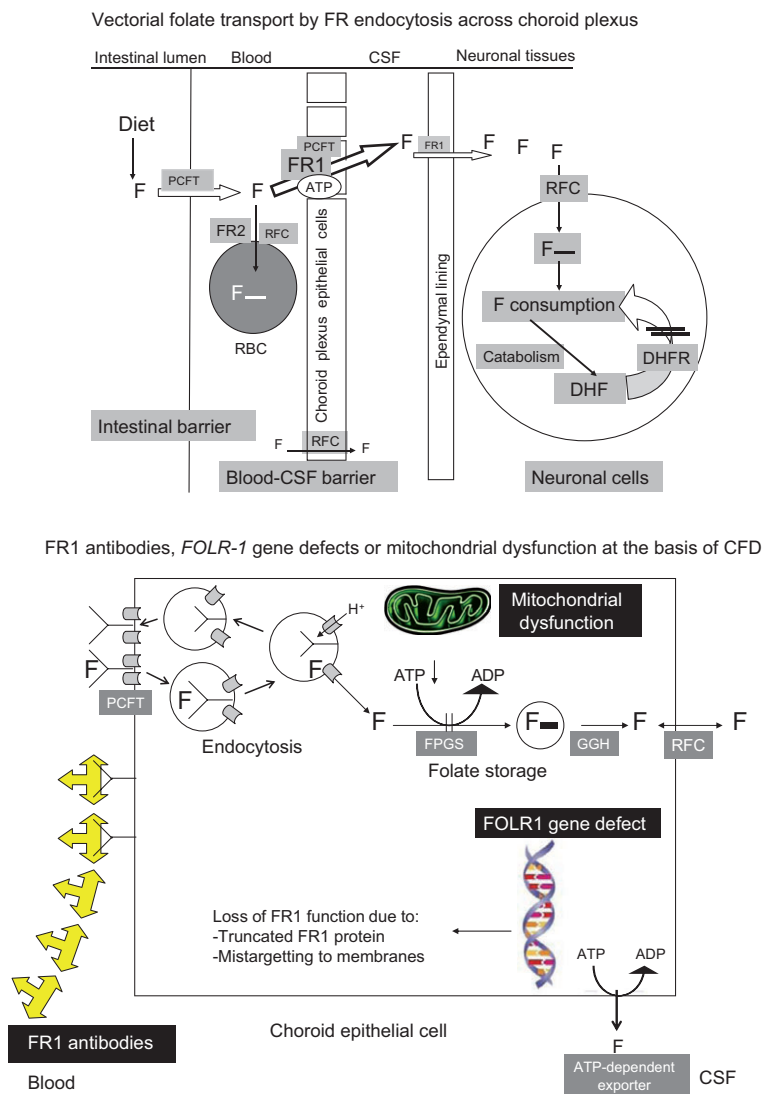 Vectorial folate transport by FR endocytosis across choroid plexus
Intestinal lumen Blood CSF Neuronal tissues
Diet
F
PCFT
F
PCFT
FR1
ATP
F
FR1
F
F
F
FR2
RFC
RFC
F
F
RBC
Choroid plexus epithelial cells
Ependymal lining
F consumption
Catabolism
DHFR
DHF
Intestinal barrier
F
RFC
F
Blood-CSF barrier
Neuronal cells
FR1 antibodies, FOLR-1 gene defects or mitochondrial dysfunction at the basis of CFD
H+
Mitochondrial
dysfunction
F
F
F
PCFT
Endocytosis
ATP
ADP
F
FPGS
F
GGH
F
RFC
F
Folate storage
FOLR1 gene defect
Loss of FR1 function due to:
-Truncated FR1 protein
-Mistargetting to membranes
ATP
ADP
Choroid epithelial cell
FR1 antibodies
F
ATP-dependent
exporter
CSF
Blood